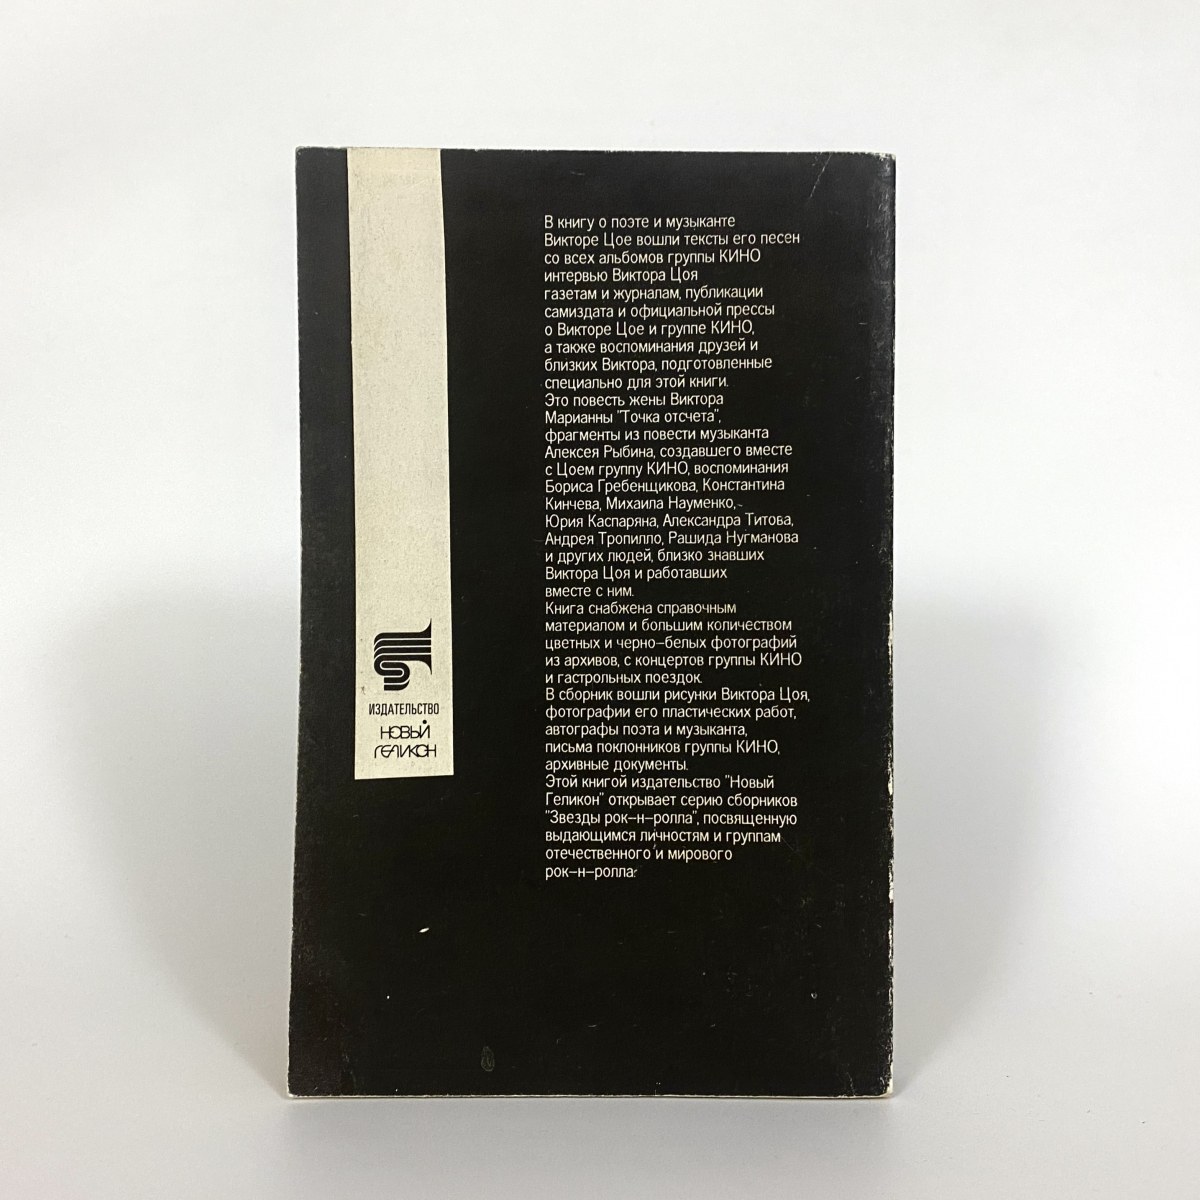 В книгу о поэте и музыканте
Викторе Цое вошли тексты его песен
со всех альбомов группы КИНО
интервью Виктора Цоя
газетам и журналам, публикации
самиздата и официальной прессы
о Викторе Цое и группе КИНО,
а также воспоминания друзей и
близких Виктора, подготовленные
специально для этой книги.
Это повесть жены Виктора
Марианны "Точка отсчета",
фрагменты из повести музыканта
Алексея Рыбина, создавшего вместе
с Цоем группу КИНО, воспоминания
Бориса Гребенщикова, Константина
Кинчева, Михаила Науменко,
Юрия Каспаряна, Александра Титова,
Андрея Тропилло, Рашида Нугманова
и других людей, близко знавших
Виктора Цоя и работавших
вместе с ним.
Книга снабжена справочным
материалом и большим количеством
цветных и черно-белых фотографий
из архивов, с концертов группы КИНО
и гастрольных поездок.
В сборник вошли рисунки Виктора Цоя,
фотографии его пластических работ,
автографы поэта и музыканта,
письма поклонников группы КИНО,
архивные документы.
Этой книгой издательство "Новый
Геликон" открывает серию сборников
"Звезды рок-н-ролла", посвященную
выдающимся личностям и группам
отечественного и мирового
рок-н-ролла.
ИЗДАТЕЛЬСТВО
НОВЫЙ
ГЕЛИКОН